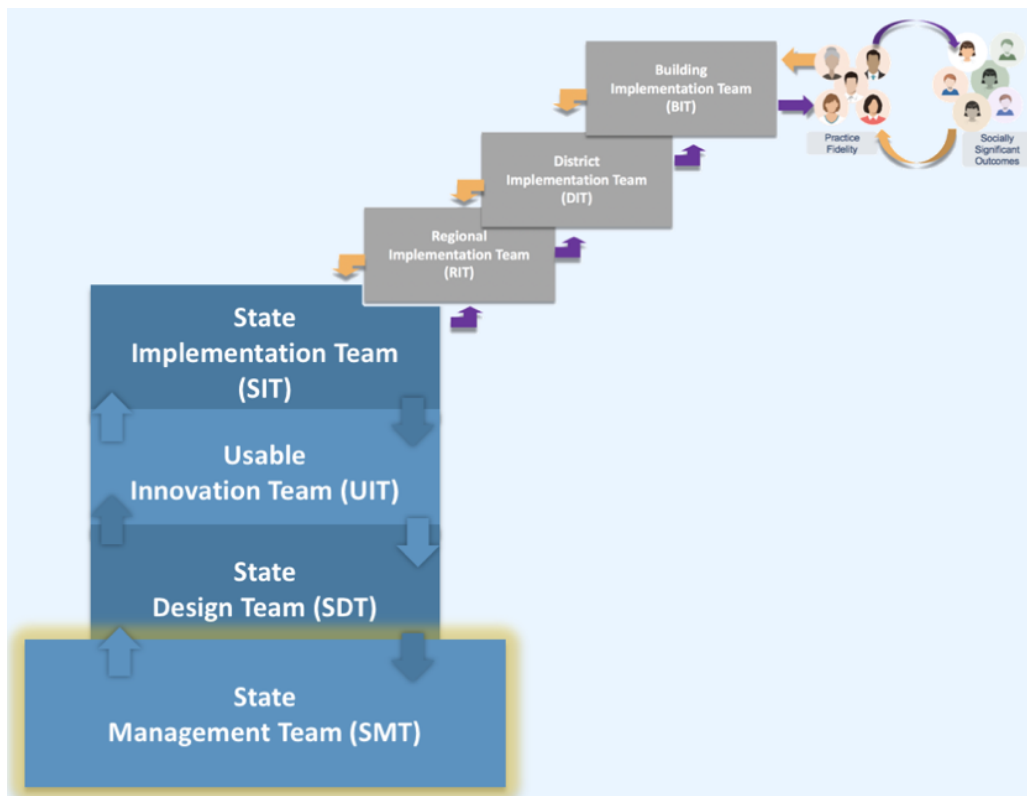 Building
Implementation Team
(BIT)
Practice
Fidelity
Socially
Significant
Outcomes
District
Implementation Team
(DIT)
Regional
Implementation Team
(RIT)
State
Implementation Team
(SIT)
Usable
Innovation Team (UIT)
State
Design Team (SDT)
State
Management Team (SMT)